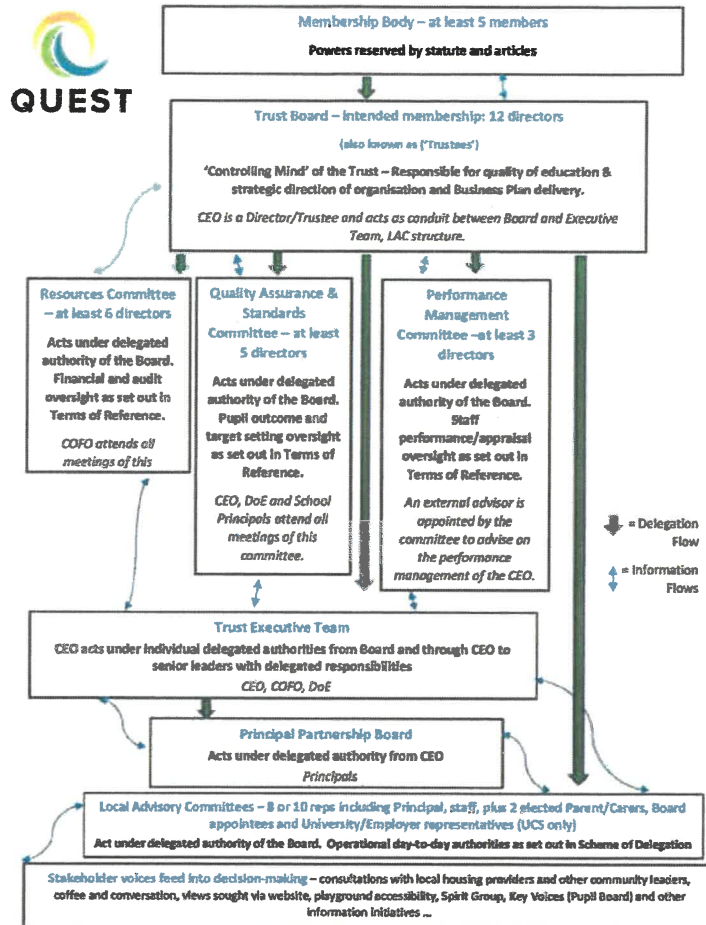 QUEST
Membership Body – at least 5 members
Powers reserved by statute and articles
Trust Board – intended membership: 12 directors
(also known as ('Trustees')
'Controlling Mind' of the Trust – Responsible for quality of education &
strategic direction of organisation and Business Plan delivery.
CEO is a Director/Trustee and acts as conduit between Board and Executive
Team, LAC structure.
Resources Committee
– at least 6 directors
Acts under delegated
authority of the Board.
Financial and audit
oversight as set out in
Terms of Reference.
COFO attends all
meetings of this
Quality Assurance &
Standards
Committee – at least
5 directors
Acts under delegated
authority of the Board.
Pupil outcome and
target setting oversight
as set out in Terms of
Reference.
CEO, DoE and School
Principals attend all
meetings of this
committee.
Performance
Management
Committee –at least 3
directors
Acts under delegated
authority of the Board.
Staff
performance/appraisal
oversight as set out in
Terms of Reference.
An external advisor is
appointed by the
committee to advise on
the performance
management of the CEO.
= Delegation
Flow
= Information
Flows
Trust Executive Team
CEO acts under individual delegated authorities from Board and through CEO to
senior leaders with delegated responsibilities
CEO, COFO, DoE
Principal Partnership Board
Acts under delegated authority from CEO
Principals
Local Advisory Committees – 8 or 10 reps including Principal, staff, plus 2 elected Parent/Carers, Board
appointees and University/Employer representatives (UCS only)
Act under delegated authority of the Board. Operational day-to-day authorities as set out in Scheme of Delegation
Stakeholder voices feed into decision-making – consultations with local housing providers and other community leaders,
coffee and conversation, views sought via website, playground accessibility, Spirit Group, Key Voices (Pupil Board) and other
information initiatives ...